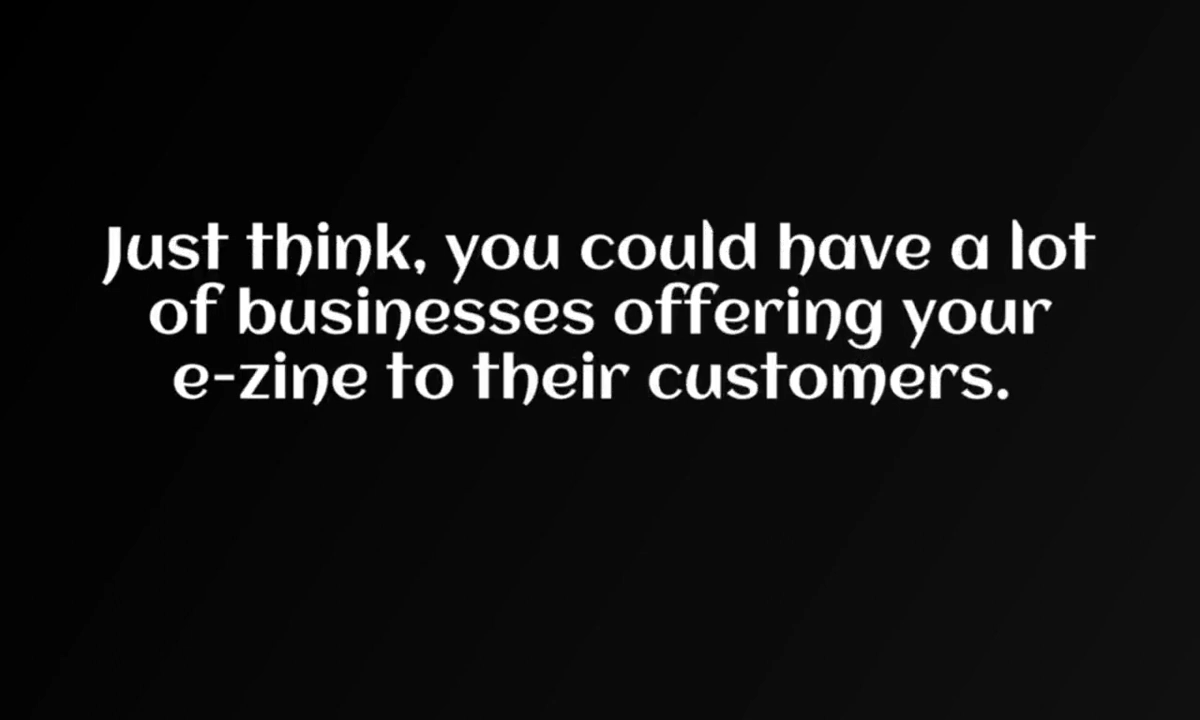 Just think, you could have a lot
of businesses offering your
e-zine to their customers.